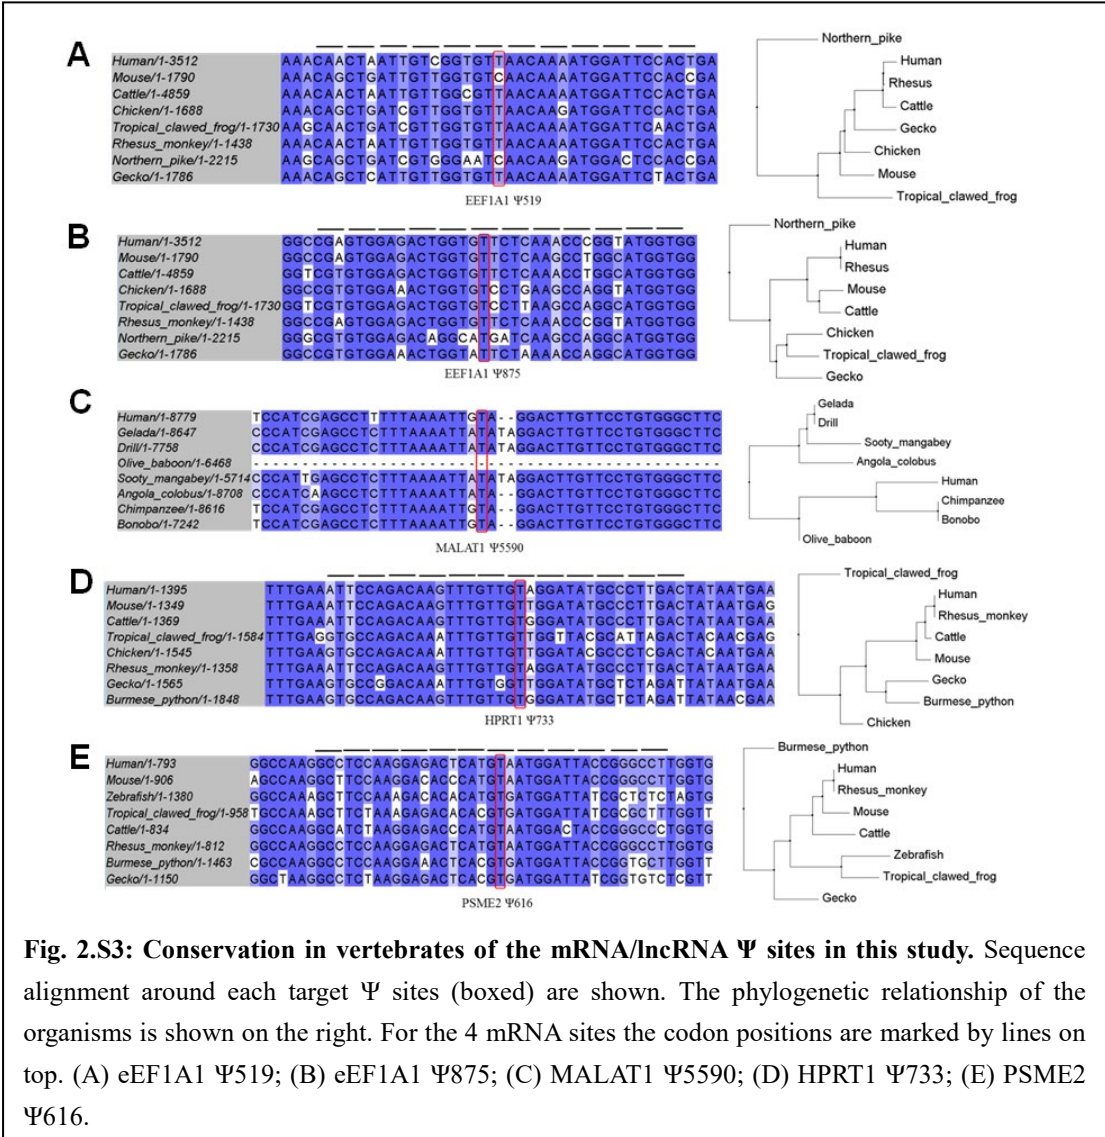 A
Human/1-3512 AAACAACTAATTGTCGGTGTTAACAAAATGGATTCCACTGA
Mouse/1-1790 AAACAGCTGATTGTTGGTGTCAACAAAATGGATTCCACCGA
Cattle/1-4859 AAACAACTAATTGTTGGCGTTAACAAAATGGATTCCACTGA
Chicken/1-1688 AAACAGCTGATCGTTGGTGTTAACAAGATGGATTCCACTGA
Tropical_clawed_frog/1-1730 AAGCAACTGATCGTTGGTGTTAACAAAATGGATTCAACTGA
Rhesus_monkey/1-1438 AAACAACTAATTGTTGGTGTTAACAAAATGGATTCCACTGA
Northern_pike/1-2215 AAGCAGCTGATCGTGGGAATCAACAAGATGGACTCCACCGA
Gecko/1-1786 AAACAGCTCATTGTTGGTGTTAACAAAATGGATTCTACTGA
EEF1A1 Ψ519
Northern_pike
Human
Rhesus
Cattle
Gecko
Chicken
Mouse
Tropical_clawed_frog
B
Human/1-3512 GGCCGAGTGGAGACTGGTGTTCTCAAACCCGGTATGGTGG
Mouse/1-1790 GGCCGAGTGGAGACTGGTGTTCTCAAGCCTGGCATGGTGG
Cattle/1-4859 GGTCGTGTGGAGACTGGTGTTCTCAAACCTGGCATGGTGG
Chicken/1-1688 GGCCGTGTGGAAACTGGTGTCCTGAAGCCAGGTATGGTGG
Tropical_clawed_frog/1-1730 GGTCGTGTGGAGACTGGTGTCCTTAAGCCAGGCATGGTGG
Rhesus_monkey/1-1438 GGCCGAGTGGAGACTGGTGTTCTCAAACCCGGTATGGTGG
Northern_pike/1-2215 GGGCGTGTGGAGACAGGCATGATCAAGCCAGGCATGGTGG
Gecko/1-1786 GGCCGTGTGGAAACTGGTATTCTAAAACCAGGCATGGTGG
EEF1A1 Ψ875
Northern_pike
Human
Rhesus
Mouse
Cattle
Chicken
Tropical_clawed_frog
Gecko
C
Human/1-8779 TCCATCGAGCCTTTTTAAAATTGTA--GGACTTGTTCCTGTGGGCTTC
Gelada/1-8647 CCCATCGAGCCTCTTTAAAATTATATAGGACTTGTTCCTGTGGGCTTC
Drill/1-7758 CCCATCGAGCCTCTTTAAAATTATATAGGACTTGTTCCTGTGGGCTTC
Olive_baboon/1-6468 ------------------------------------------------
Sooty_mangabey/1-5714 CCCATTGAGCCTCTTTAAAATTATATAGGACTTGTTCCTGTGGGCTTC
Angola_colobus/1-8708 CCCATCAAGCCTCTTTAAAATTATA--GGACTTGTTCCTGTGGGCTTC
Chimpanzee/1-8616 TCCATCGAGCCTCTTTAAAATTGTA--GGACTTGTTCCTGTGGGCTTC
Bonobo/1-7242 TCCATCGAGCCTCTTTAAAATTGTA--GGACTTGTTCCTGTGGGCTTC
MALAT1 Ψ5590
Gelada
Drill
Sooty_mangabey
Angola_colobus
Human
Chimpanzee
Bonobo
Olive_baboon
D
Human/1-1395 TTTGAAATTCCAGACAAGTTTGTTGTAGGATATGCCCTTGACTATAATGAA
Mouse/1-1349 TTTGAAATTCCAGACAAGTTTGTTGTTGGATATGCCCTTGACTATAATGAG
Cattle/1-1369 TTTGAAATTCCAGACAAGTTTGTTGTGGGATATGCCCTTGACTATAATGAA
Tropical_clawed_frog/1-1584 TTTGAGGTGCCAGACAAATTTGTTGTTGGTTACGCATTAGACTACAACGAG
Chicken/1-1545 TTTGAAGTGCCAGACAAATTTGTTGTTGGATACGCCCTCGACTACAATGAA
Rhesus_monkey/1-1358 TTTGAAATTCCAGACAAGTTTGTTGTAGGATATGCCCTTGACTATAATGAA
Gecko/1-1565 TTTGAAGTGCCGGACAAATTTGTGGTTGGATATGCTCTAGATTATAATGAA
Burmese_python/1-1848 TTTGAAGTGCCAGACAAGTTTGTTGTGGGATATGCTCTAGATTATAACGAA
HPRT1 Ψ733
Tropical_clawed_frog
Human
Rhesus_monkey
Cattle
Mouse
Gecko
Burmese_python
Chicken
E
Human/1-793 GGCCAAGGCCTCCAAGGAGACTCATGTAATGGATTACCGGGCCTTGGTG
Mouse/1-906 AGCCAAGGCTTCCAAGGACACCCATGTAATGGATTACCGGGCCTTGGTG
Zebrafish/1-1380 GGCCAAAGCTTCCAAAGACACACATGTGATGGATTATCGCTCTCTAGTG
Tropical_clawed_frog/1-958 TGCCAAAGCTTCTAAAGAGACACACGTGATGGATTATCGCGCTTTGGTT
Cattle/1-834 GGCCAAGGCATCTAAGGAGACCCATGTAATGGACTACCGGGCCCTGGTG
Rhesus_monkey/1-812 GGCCAAGGCCTCCAAGGAGACTCATGTAATGGATTACCGGGCCTTGGTG
Burmese_python/1-1463 CGCCAAGGCCTCCAAGGAAACTCACGTGATGGATTACCGGTGCTTGGTT
Gecko/1-1150 GGCTAAGGCCTCTAAGGAGACTCACGTGATGGATTATCGGTGTCTCGTT
PSME2 Ψ616
Burmese_python
Human
Rhesus_monkey
Mouse
Cattle
Zebrafish
Tropical_clawed_frog
Gecko
Fig. 2.S3: Conservation in vertebrates of the mRNA/lncRNA Ψ sites in this study. Sequence
alignment around each target Ψ sites (boxed) are shown. The phylogenetic relationship of the
organisms is shown on the right. For the 4 mRNA sites the codon positions are marked by lines on
top. (A) eEF1A1 Ψ519; (B) eEF1A1 Ψ875; (C) MALAT1 Ψ5590; (D) HPRT1 Ψ733; (E) PSME2
Ψ616.